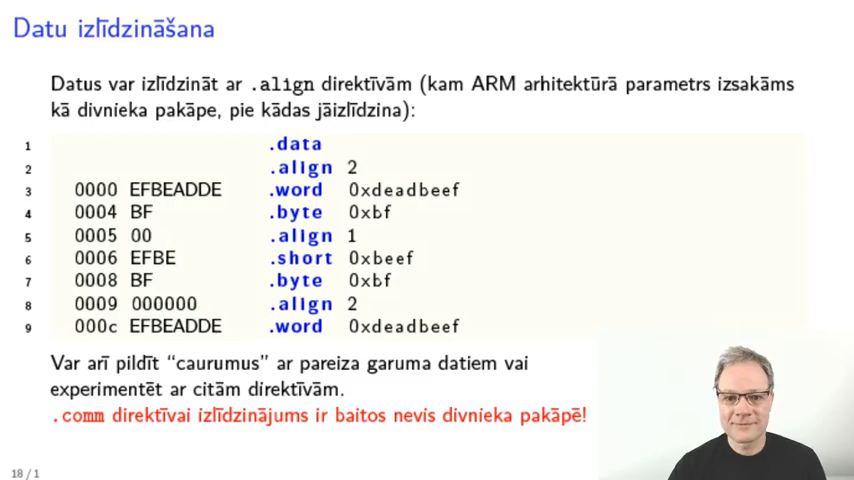 Datu izlīdzināšana
Datus var izlīdzināt ar .align direktīvām (kam ARM arhitektūrā parametrs izsakāms
kā divnieka pakāpe, pie kādas jāizlīdzina):
1 .data
2 .align 2
3 0000 EFBEADDE .word 0xdeadbeef
4 0004 BF .byte 0xbf
5 0005 00 .align 1
6 0006 EFBE .short 0xbeef
7 0008 BF .byte 0xbf
8 0009 000000 .align 2
9 000c EFBEADDE .word 0xdeadbeef
Var arī pildīt “caurumus” ar pareiza garuma datiem vai
experimentēt ar citām direktīvām.
.comm direktīvai izlīdzinājums ir baitos nevis divnieka pakāpē!
18 / 1